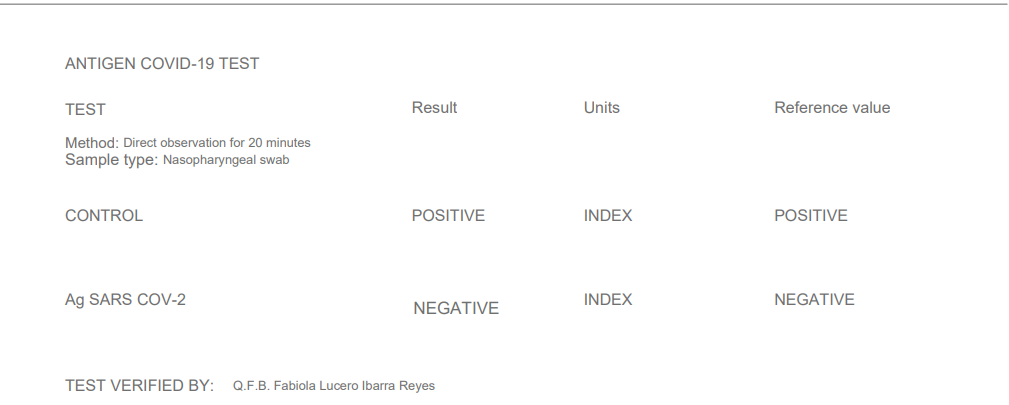 ANTIGEN COVID-19 TEST
TEST Result Units Reference value
Method: Direct observation for 20 minutes
Sample type: Nasopharyngeal swab
CONTROL POSITIVE INDEX POSITIVE
Ag SARS COV-2 NEGATIVE INDEX NEGATIVE
TEST VERIFIED BY: Q.F.B. Fabiola Lucero Ibarra Reyes